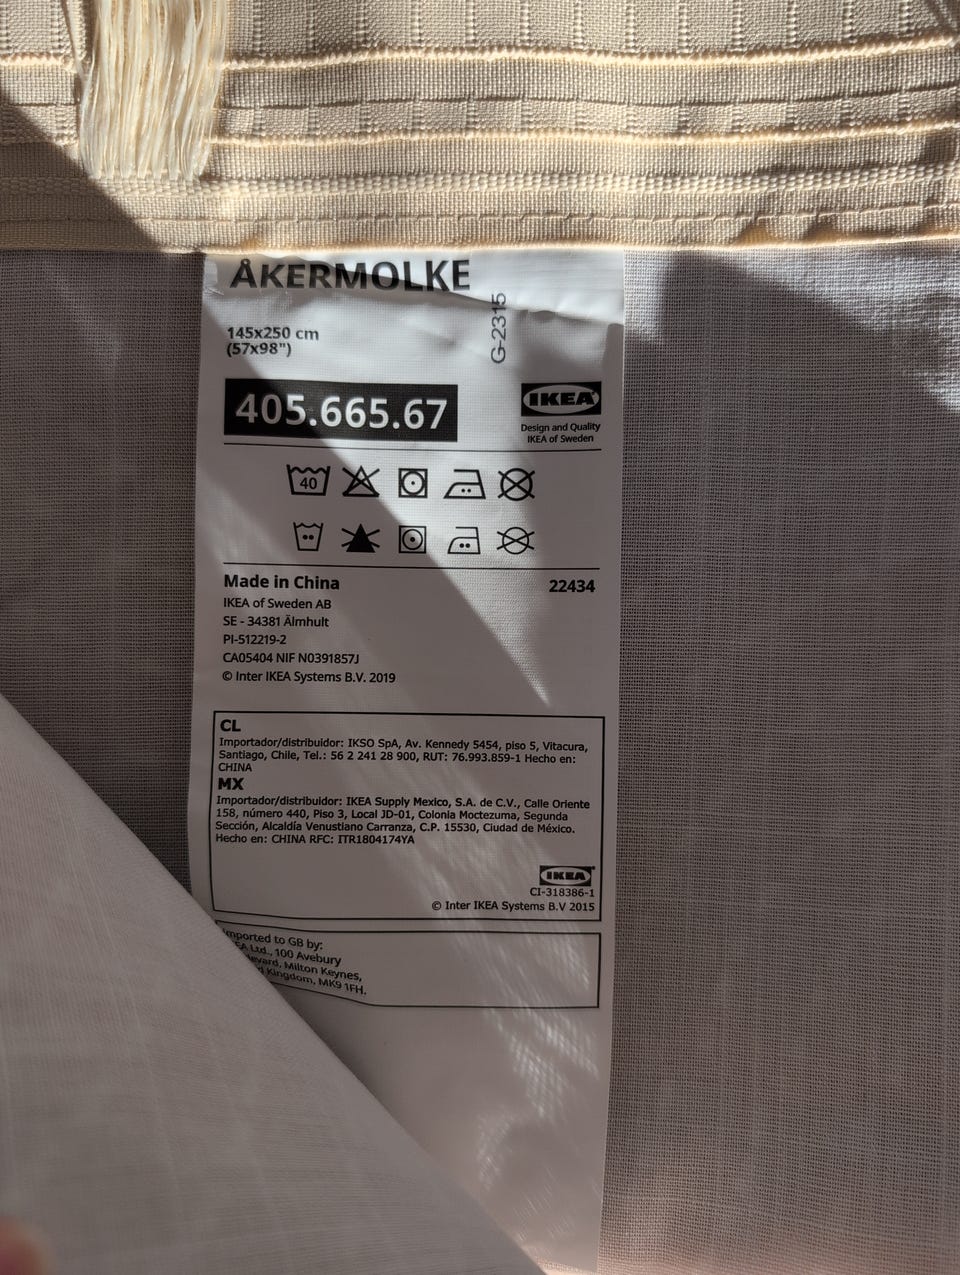 ÅKERMOLKE
G-2315
145x250 cm
(57x98")
405.665.67
IKEA
Design and Quality
IKEA of Sweden
40
Made in China
22434
IKEA of Sweden AB
SE - 34381 Älmhult
PI-512219-2
CA05404 NIF N0391857J
© Inter IKEA Systems B.V. 2019
CL
Importador/distribuidor: IKSO SpA, Av. Kennedy 5454, piso 5, Vitacura,
Santiago, Chile, Tel.: 56 2 241 28 900, RUT: 76.993.859-1 Hecho en:
CHINA
MX
Importador/distribuidor: IKEA Supply Mexico, S.A. de C.V., Calle Oriente
158, número 440, Piso 3, Local JD-01, Colonia Moctezuma, Segunda
Sección, Alcaldía Venustiano Carranza, C.P. 15530, Ciudad de México.
Hecho en: CHINA RFC: ITR1804174YA
IKEA
CI-318386-1
© Inter IKEA Systems B.V 2015
to GB by:
Ltd., 100 Avebury
Milton Keynes,
Kingdom, MK9 1FH.